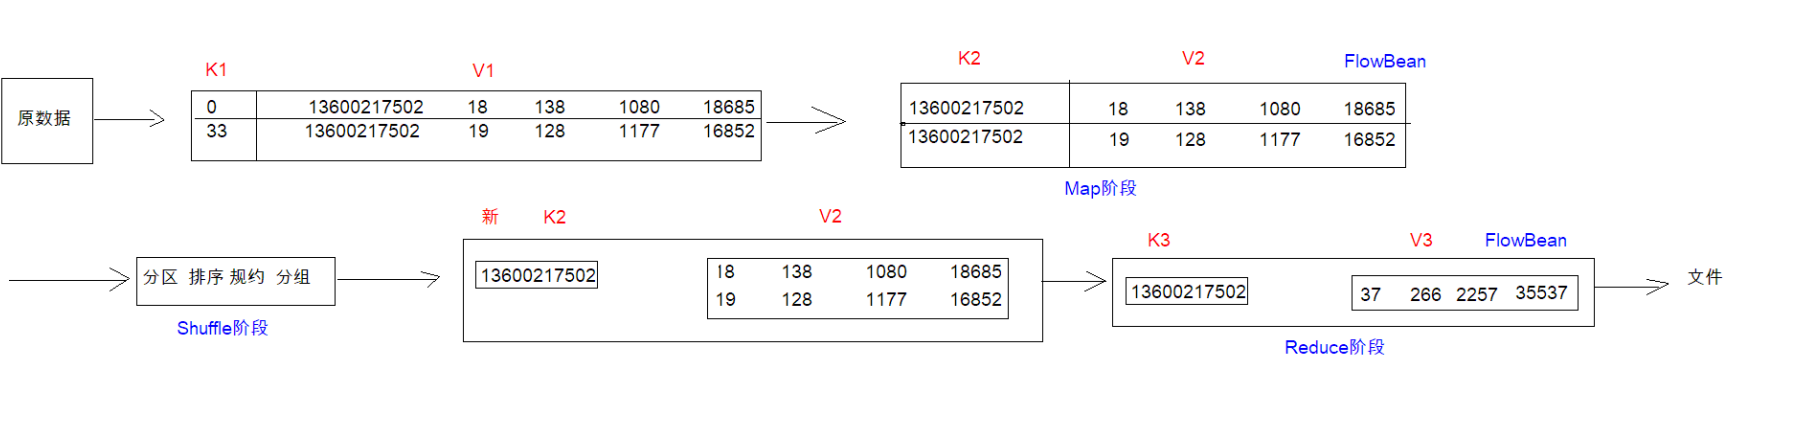 K1 V1
原数据
0 13600217502 18 138 1080 18685
33 13600217502 19 128 1177 16852
K2 V2 FlowBean
13600217502 18 138 1080 18685
13600217502 19 128 1177 16852
Map阶段
分区 排序 规约 分组
Shuffle阶段
新 K2 V2
13600217502
18 138 1080 18685
19 128 1177 16852
K3 V3 FlowBean
13600217502 37 266 2257 35537
Reduce阶段
文件